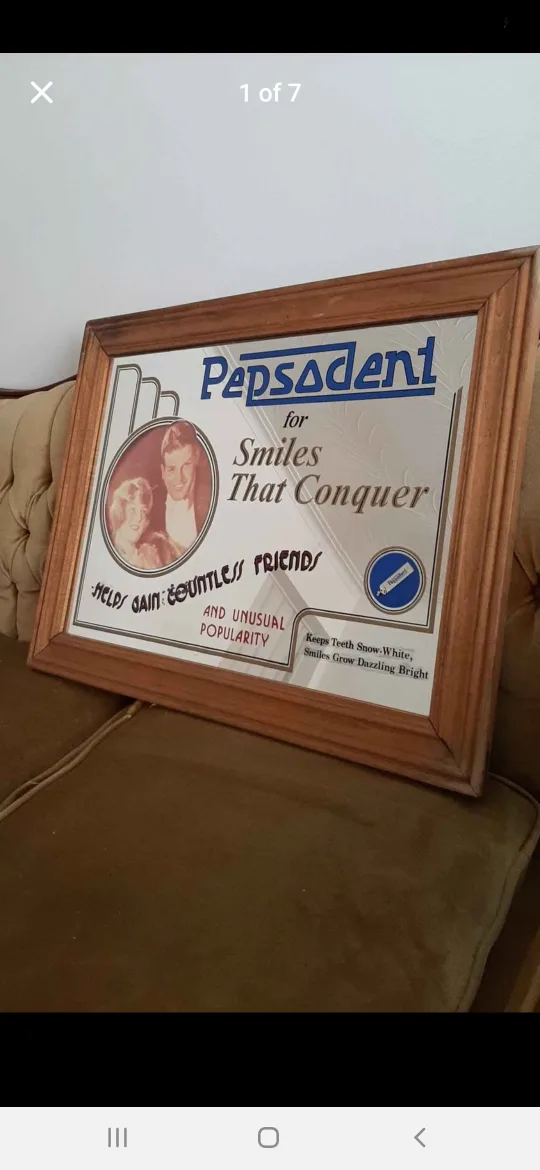 1 of 7
Pepsodent
for
Smiles
That Conquer
HELPS GAIN COUNTLESS FRIENDS
AND UNUSUAL
POPULARITY
Keeps Teeth Snow-White,
Smiles Grow Dazzling Bright
Pepsodent